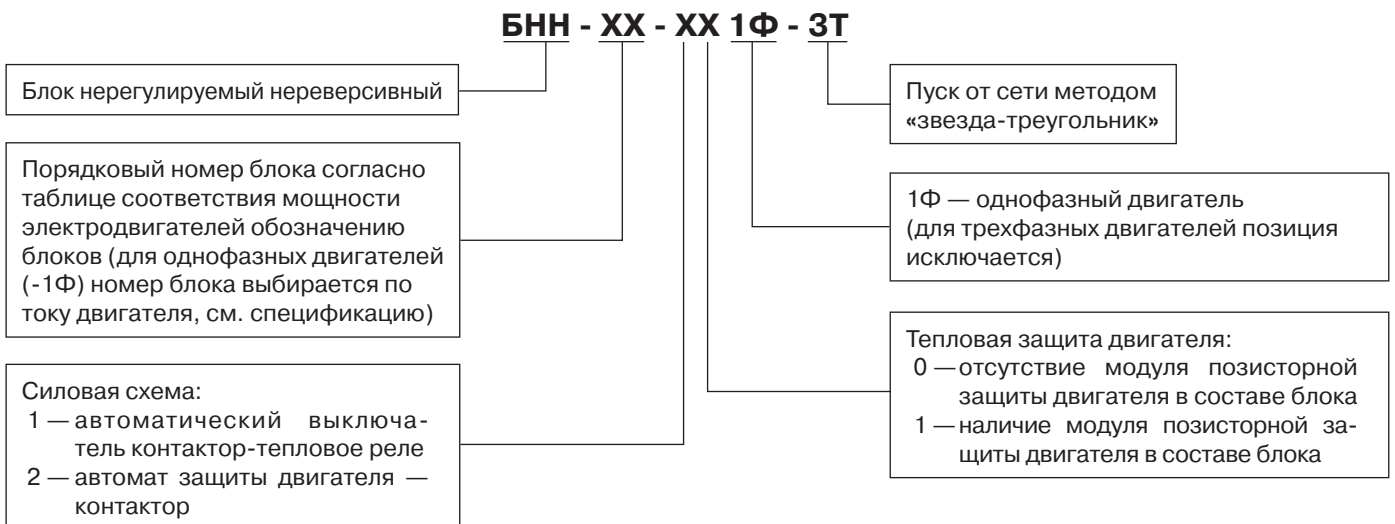 БНН - ХХ - ХХ 1Ф - ЗТ
Блок нерегулируемый нереверсивный
Порядковый номер блока согласно
таблице соответствия мощности
электродвигателей обозначению
блоков (для однофазных двигателей
(-1Ф) номер блока выбирается по
току двигателя, см. спецификацию)
Силовая схема:
1 — автоматический выключа-
тель контактор-тепловое реле
2 — автомат защиты двигателя —
контактор
Пуск от сети методом
«звезда-треугольник»
1Ф — однофазный двигатель
(для трехфазных двигателей позиция
исключается)
Тепловая защита двигателя:
0 — отсутствие модуля позисторной
защиты двигателя в составе блока
1 — наличие модуля позисторной за-
щиты двигателя в составе блока